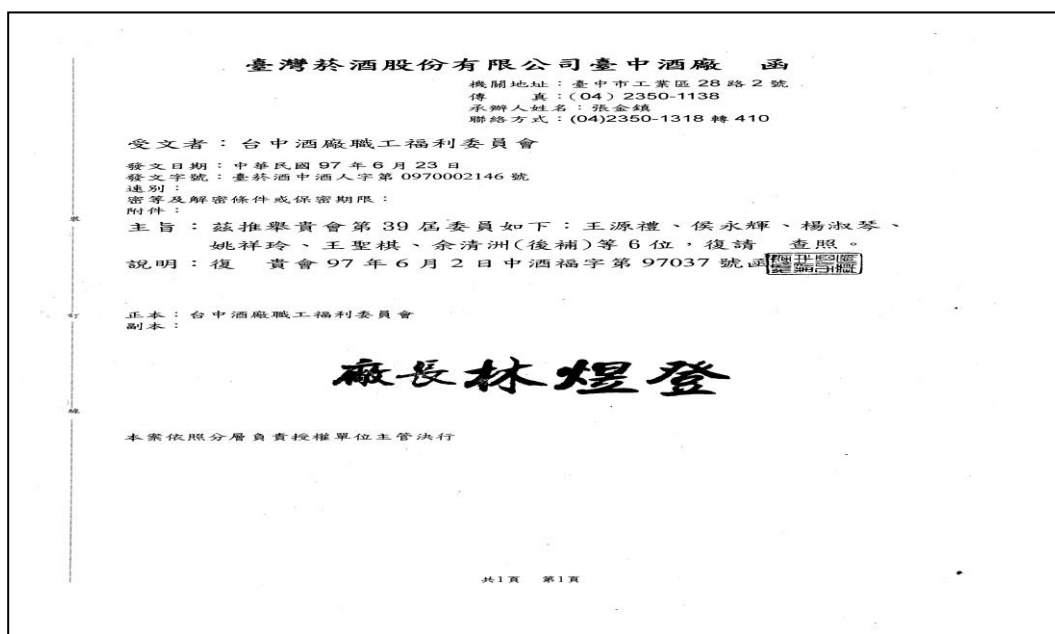 臺灣菸酒股份有限公司臺中酒廠　函
機關地址：臺中市工業區 28 路 2 號
傳　　真：(04) 2350-1138
承辦人姓名：張金鎮
聯絡方式：(04)2350-1318 轉 410
受文者：台中酒廠職工福利委員會
發文日期：中華民國 97 年 6 月 23 日
發文字號：臺菸酒中酒人字第 0970002146 號
速別：
密等及解密條件或保密期限：
附件：
主旨：茲推舉貴會第 39 屆委員如下：王源禮、侯永輝、楊淑琴、
姚祥玲、王聖棋、余清洲(後補)等 6 位，復請　查照。
說明：復　貴會 97 年 6 月 2 日中酒福字第 97037 號函
正本：台中酒廠職工福利委員會
副本：
廠長林煜登
本案依照分層負責授權單位主管決行
裝
訂
線
共1頁　第1頁